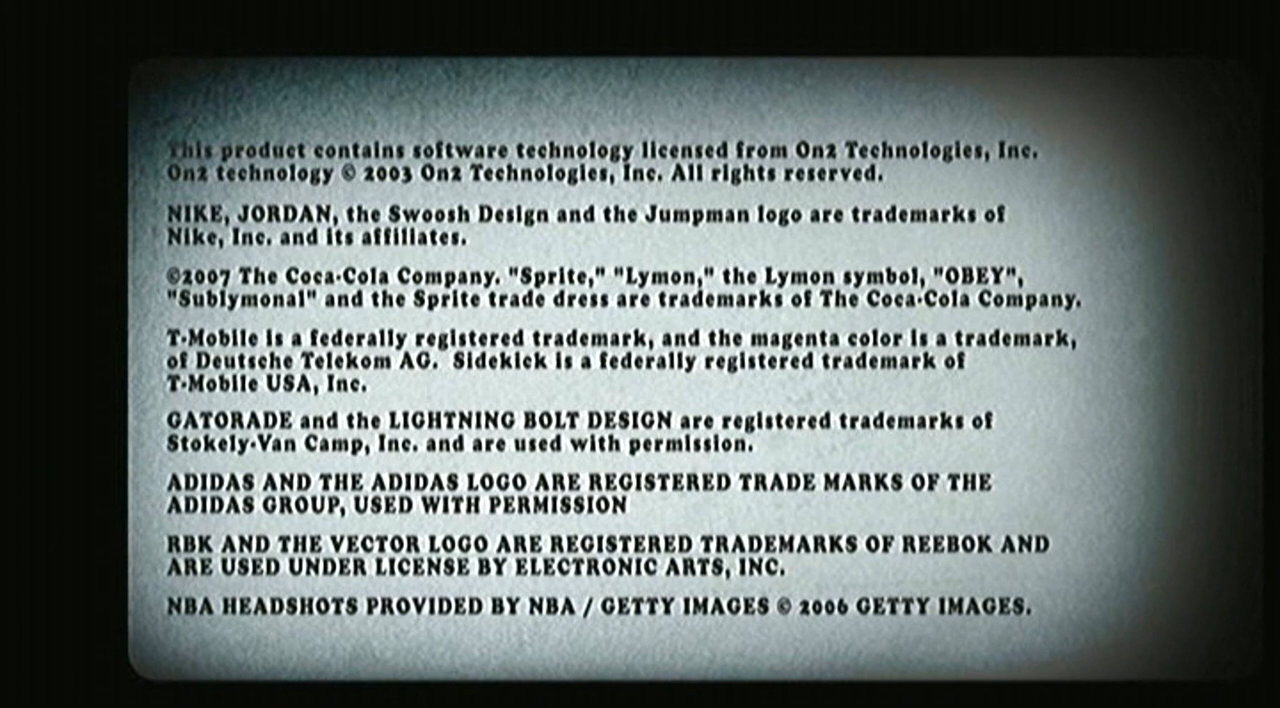 This product contains software technology licensed from On2 Technologies, Inc.
On2 technology © 2003 On2 Technologies, Inc. All rights reserved.
NIKE, JORDAN, the Swoosh Design and the Jumpman logo are trademarks of
Nike, Inc. and its affiliates.
©2007 The Coca-Cola Company. "Sprite," "Lymon," the Lymon symbol, "OBEY",
"Sublymonal" and the Sprite trade dress are trademarks of The Coca-Cola Company.
T-Mobile is a federally registered trademark, and the magenta color is a trademark,
of Deutsche Telekom AG.  Sidekick is a federally registered trademark of
T-Mobile USA, Inc.
GATORADE and the LIGHTNING BOLT DESIGN are registered trademarks of
Stokely-Van Camp, Inc. and are used with permission.
ADIDAS AND THE ADIDAS LOGO ARE REGISTERED TRADE MARKS OF THE
ADIDAS GROUP, USED WITH PERMISSION
RBK AND THE VECTOR LOGO ARE REGISTERED TRADEMARKS OF REEBOK AND
ARE USED UNDER LICENSE BY ELECTRONIC ARTS, INC.
NBA HEADSHOTS PROVIDED BY NBA / GETTY IMAGES © 2006 GETTY IMAGES.